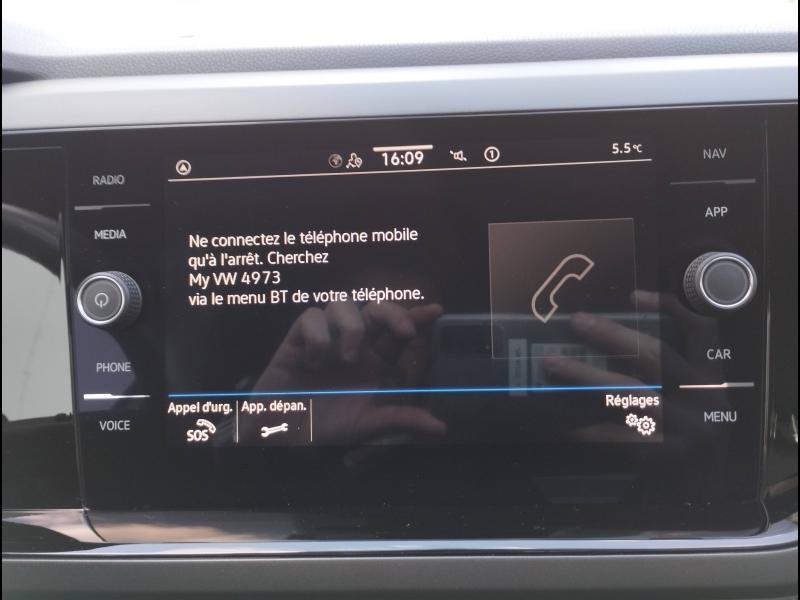 16:09
1
5.5°C
RADIO
MEDIA
PHONE
VOICE
Ne connectez le téléphone mobile
qu'à l'arrêt. Cherchez
My VW 4973
via le menu BT de votre téléphone.
Appel d'urg.
SOS
App. dépan.
Réglages
NAV
APP
CAR
MENU